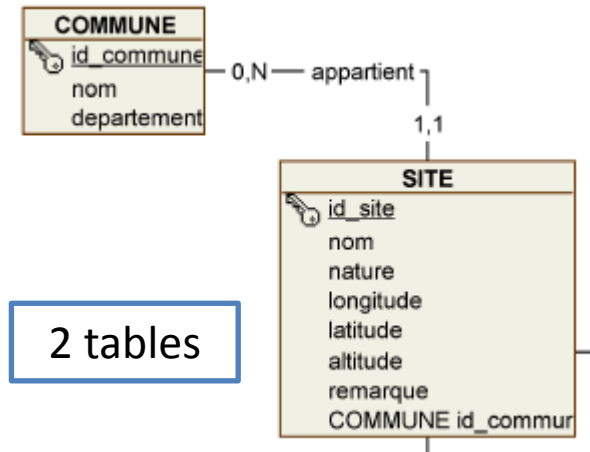 COMMUNE
id_commune
nom
departement
0,N
appartient
1,1
SITE
id_site
nom
nature
longitude
latitude
altitude
remarque
COMMUNE id_commur
2 tables